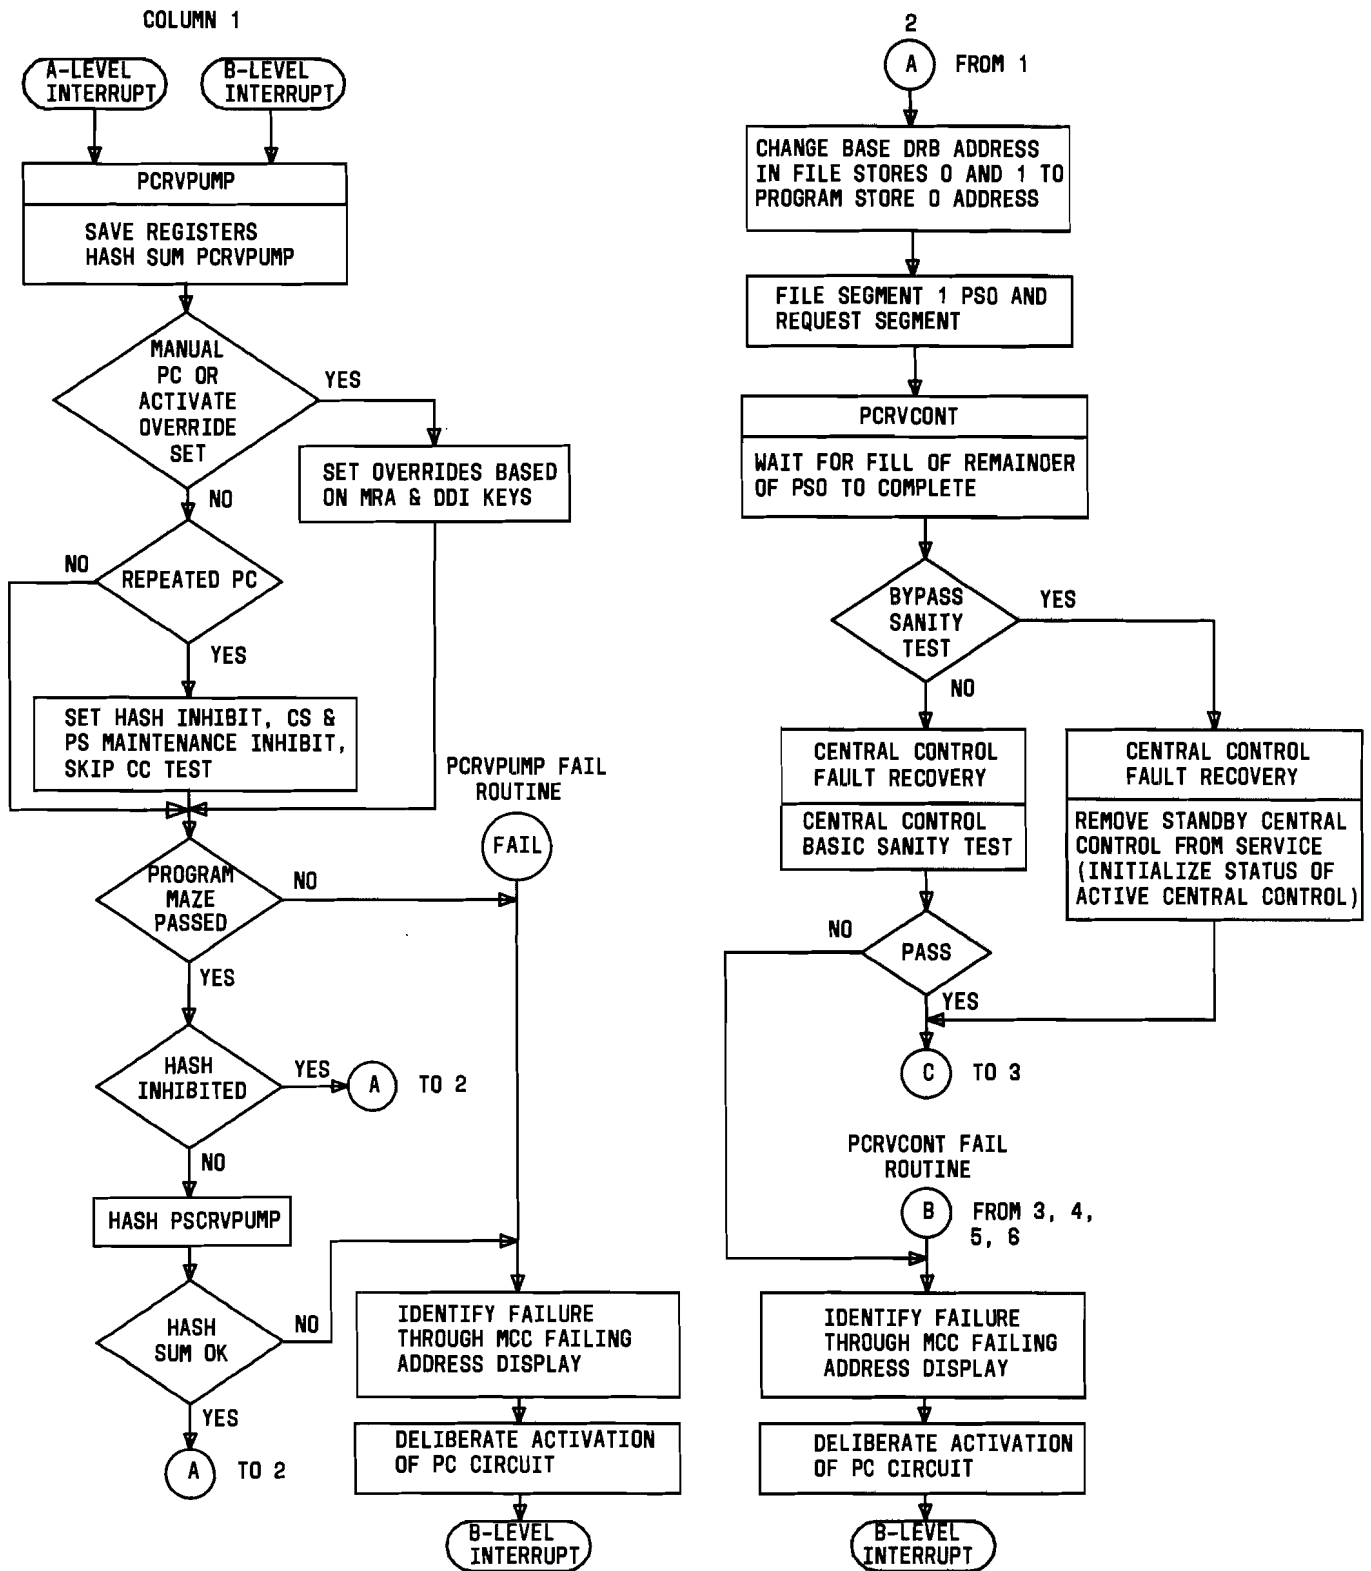 COLUMN 1
A-LEVEL
INTERRUPT
B-LEVEL
INTERRUPT
PCRVPUMP
SAVE REGISTERS
HASH SUM PCRVPUMP
MANUAL
PC OR
ACTIVATE
OVERRIDE
SET
YES
NO
SET OVERRIDES BASED
ON MRA & DDI KEYS
NO
REPEATED PC
YES
SET HASH INHIBIT, CS &
PS MAINTENANCE INHIBIT,
SKIP CC TEST
PCRVPUMP FAIL
ROUTINE
FAIL
PROGRAM
MAZE
PASSED
NO
YES
HASH
INHIBITED
YES
A TO 2
NO
HASH PSCRVPUMP
HASH
SUM OK
NO
YES
A TO 2
IDENTIFY FAILURE
THROUGH MCC FAILING
ADDRESS DISPLAY
DELIBERATE ACTIVATION
OF PC CIRCUIT
B-LEVEL
INTERRUPT
2
A FROM 1
CHANGE BASE DRB ADDRESS
IN FILE STORES 0 AND 1 TO
PROGRAM STORE 0 ADDRESS
FILE SEGMENT 1 PS0 AND
REQUEST SEGMENT
PCRVCONT
WAIT FOR FILL OF REMAINDER
OF PS0 TO COMPLETE
BYPASS
SANITY
TEST
YES
NO
CENTRAL CONTROL
FAULT RECOVERY
CENTRAL CONTROL
BASIC SANITY TEST
CENTRAL CONTROL
FAULT RECOVERY
REMOVE STANDBY CENTRAL
CONTROL FROM SERVICE
(INITIALIZE STATUS OF
ACTIVE CENTRAL CONTROL)
NO
PASS
YES
C TO 3
PCRVCONT FAIL
ROUTINE
B FROM 3, 4,
5, 6
IDENTIFY FAILURE
THROUGH MCC FAILING
ADDRESS DISPLAY
DELIBERATE ACTIVATION
OF PC CIRCUIT
B-LEVEL
INTERRUPT